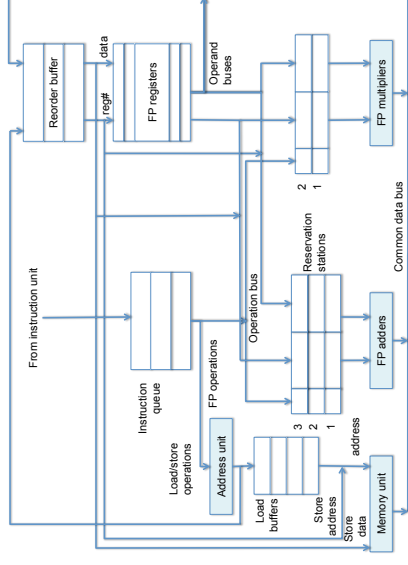 Reorder buffer
data
reg#
FP registers
Operand
buses
From instruction unit
Instruction
queue
Load/store
operations
FP operations
Address unit
Operation bus
Load
buffers
Store
address
Store
data
address
Memory unit
3
2
1
Reservation
stations
FP adders
2
1
FP multipliers
Common data bus